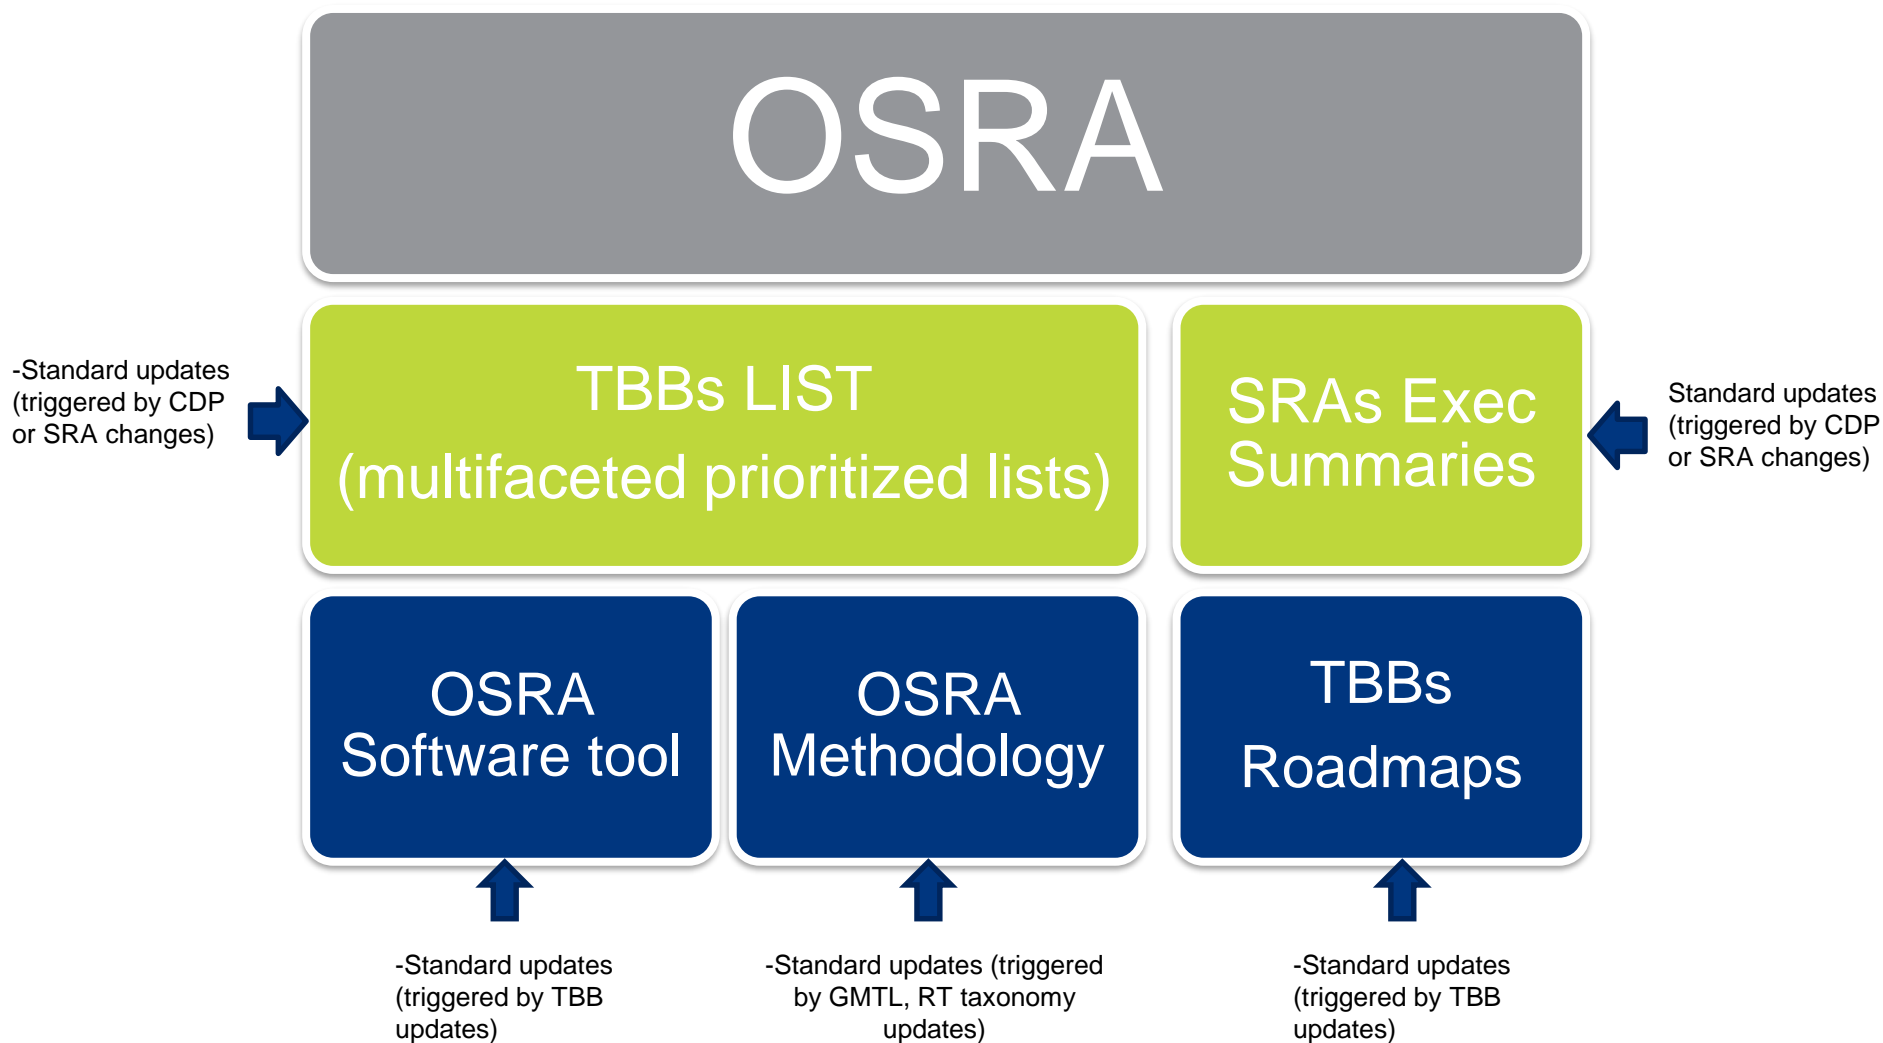 OSRA
-Standard updates
(triggered by CDP
or SRA changes)
TBBs LIST
(multifaceted prioritized lists)
SRAs Exec
Summaries
Standard updates
(triggered by CDP
or SRA changes)
OSRA
Software tool
OSRA
Methodology
TBBs
Roadmaps
-Standard updates
(triggered by TBB
updates)
-Standard updates (triggered
by GMTL, RT taxonomy
updates)
-Standard updates
(triggered by TBB
updates)